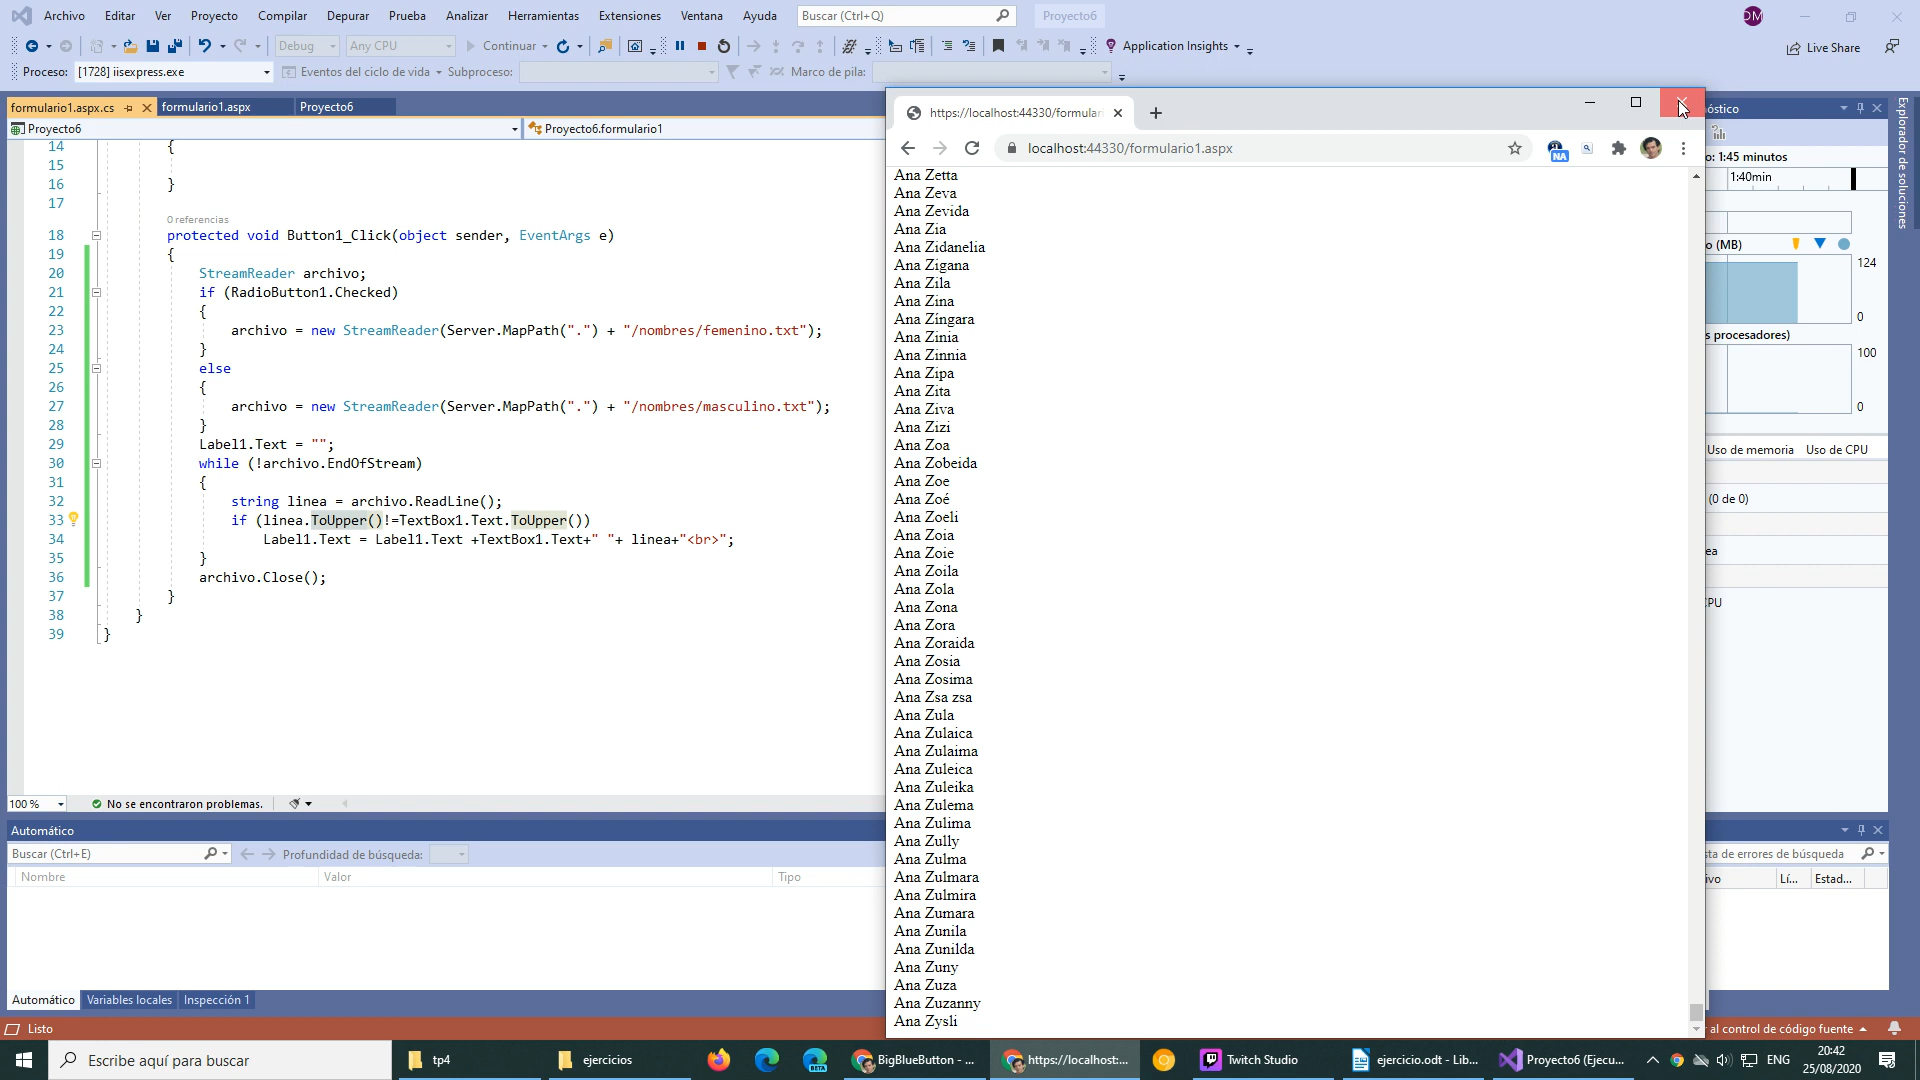 Archivo Editar Ver Proyecto Compilar Depurar Prueba Analizar Herramientas Extensiones Ventana Ayuda Buscar (Ctrl+Q) Proyecto6 DM
Debug Any CPU Continuar Application Insights Live Share
Proceso: [1728] iisexpress.exe Eventos del ciclo de vida Subproceso: Marco de pila:
formulario1.aspx.cs formulario1.aspx Proyecto6
Proyecto6 Proyecto6.formulario1
14 {
15
16 }
17
0 referencias
18 protected void Button1_Click(object sender, EventArgs e)
19 {
20 StreamReader archivo;
21 if (RadioButton1.Checked)
22 {
23 archivo = new StreamReader(Server.MapPath(".") + "/nombres/femenino.txt");
24 }
25 else
26 {
27 archivo = new StreamReader(Server.MapPath(".") + "/nombres/masculino.txt");
28 }
29 Label1.Text = "";
30 while (!archivo.EndOfStream)
31 {
32 string linea = archivo.ReadLine();
33 if (linea.ToUpper()!=TextBox1.Text.ToUpper())
34 Label1.Text = Label1.Text +TextBox1.Text+" "+ linea+"<br>";
35 }
36 archivo.Close();
37 }
38 }
39 }
100 % No se encontraron problemas.
Automático
Buscar (Ctrl+E) Profundidad de búsqueda:
Nombre Valor Tipo
Automático Variables locales Inspección 1
Listo
https://localhost:44330/formular
localhost:44330/formulario1.aspx
NA
Ana Zetta
Ana Zeva
Ana Zevida
Ana Zia
Ana Zidanelia
Ana Zigana
Ana Zila
Ana Zina
Ana Zíngara
Ana Zinia
Ana Zinnia
Ana Zipa
Ana Zita
Ana Ziva
Ana Zizi
Ana Zoa
Ana Zobeida
Ana Zoe
Ana Zoé
Ana Zoeli
Ana Zoia
Ana Zoie
Ana Zoila
Ana Zola
Ana Zona
Ana Zora
Ana Zoraida
Ana Zosia
Ana Zosima
Ana Zsa zsa
Ana Zula
Ana Zulaica
Ana Zulaima
Ana Zuleica
Ana Zuleika
Ana Zulema
Ana Zulima
Ana Zully
Ana Zulma
Ana Zulmara
Ana Zulmira
Ana Zumara
Ana Zunila
Ana Zunilda
Ana Zuny
Ana Zuza
Ana Zuzanny
Ana Zysli
óstico
o: 1:45 minutos
1:40min
o (MB)
124
0
s procesadores)
100
0
Uso de memoria Uso de CPU
(0 de 0)
ea
CPU
sta de errores de búsqueda
ivo Lí... Estad...
r al control de código fuente
Explorador de soluciones
Escribe aquí para buscar tp4 ejercicios BETA BigBlueButton - ... https://localhost:... Twitch Studio ejercicio.odt - Lib... Proyecto6 (Ejecu... ENG 20:42
25/08/2020